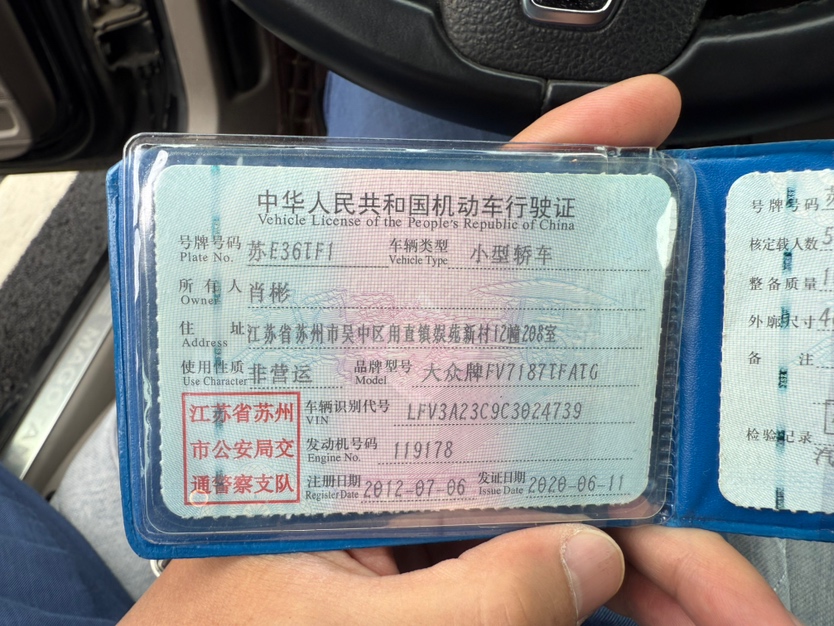 中华人民共和国机动车行驶证
Vehicle License of the People's Republic of China
号牌号码 苏E36TF1 车辆类型 小型轿车
Plate No. Vehicle Type
所有人 肖彬
Owner
住址 江苏省苏州市吴中区甪直镇娱苑新村12幢208室
Address
使用性质 非营运 品牌型号 大众牌FV7187TFATG
Use Character Model
江苏省苏州
市公安局交
通警察支队
车辆识别代号 LFV3A23C9C3024739
VIN
发动机号码 119178
Engine No.
注册日期 2012-07-06 发证日期 2020-06-11
Register Date Issue Date
号牌号码
核定载人数 5
整备质量
外廓尺寸
备注
检验记录